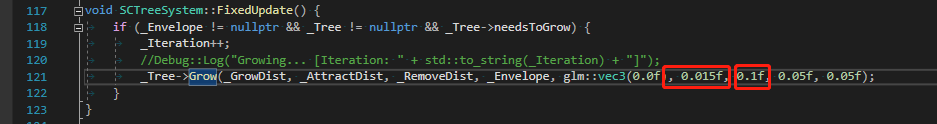 117 void SCTreeSystem::FixedUpdate() {
118 if (_Envelope != nullptr && _Tree != nullptr && _Tree->needsToGrow) {
119 _Iteration++;
120 //Debug::Log("Growing... [Iteration: " + std::to_string(_Iteration) + "]");
121 _Tree->Grow(_GrowDist, _AttractDist, _RemoveDist, _Envelope, glm::vec3(0.0f), 0.015f, 0.1f, 0.05f, 0.05f);
122 }
123 }